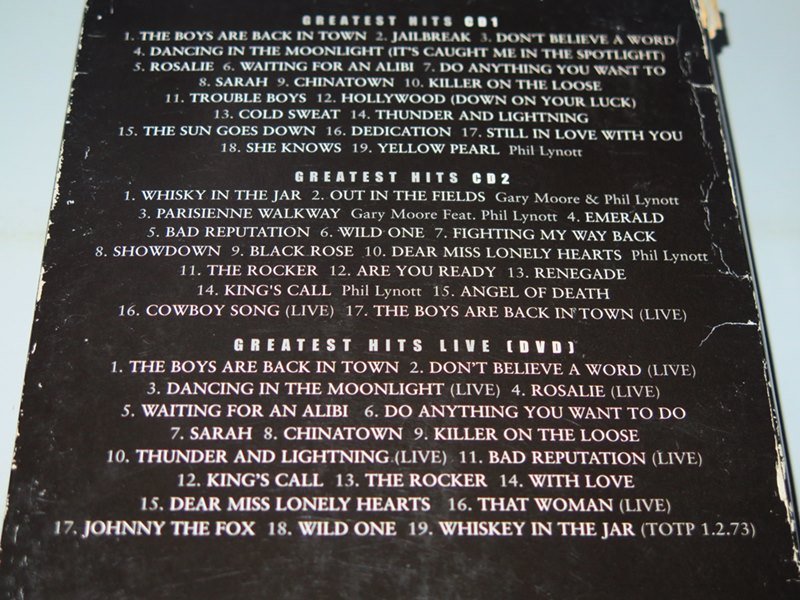 GREATEST HITS CD1
1. THE BOYS ARE BACK IN TOWN 2. JAILBREAK 3. DON'T BELIEVE A WORD
4. DANCING IN THE MOONLIGHT (IT'S CAUGHT ME IN THE SPOTLIGHT)
5. ROSALIE 6. WAITING FOR AN ALIBI 7. DO ANYTHING YOU WANT TO
8. SARAH 9. CHINATOWN 10. KILLER ON THE LOOSE
11. TROUBLE BOYS 12. HOLLYWOOD (DOWN ON YOUR LUCK)
13. COLD SWEAT 14. THUNDER AND LIGHTNING
15. THE SUN GOES DOWN 16. DEDICATION 17. STILL IN LOVE WITH YOU
18. SHE KNOWS 19. YELLOW PEARL Phil Lynott
GREATEST HITS CD2
1. WHISKY IN THE JAR 2. OUT IN THE FIELDS Gary Moore & Phil Lynott
3. PARISIENNE WALKWAY Gary Moore Feat. Phil Lynott 4. EMERALD
5. BAD REPUTATION 6. WILD ONE 7. FIGHTING MY WAY BACK
8. SHOWDOWN 9. BLACK ROSE 10. DEAR MISS LONELY HEARTS Phil Lynott
11. THE ROCKER 12. ARE YOU READY 13. RENEGADE
14. KING'S CALL Phil Lynott 15. ANGEL OF DEATH
16. COWBOY SONG (LIVE) 17. THE BOYS ARE BACK IN TOWN (LIVE)
GREATEST HITS LIVE (DVD)
1. THE BOYS ARE BACK IN TOWN 2. DON'T BELIEVE A WORD (LIVE)
3. DANCING IN THE MOONLIGHT (LIVE) 4. ROSALIE (LIVE)
5. WAITING FOR AN ALIBI 6. DO ANYTHING YOU WANT TO DO
7. SARAH 8. CHINATOWN 9. KILLER ON THE LOOSE
10. THUNDER AND LIGHTNING (LIVE) 11. BAD REPUTATION (LIVE)
12. KING'S CALL 13. THE ROCKER 14. WITH LOVE
15. DEAR MISS LONELY HEARTS 16. THAT WOMAN (LIVE)
17. JOHNNY THE FOX 18. WILD ONE 19. WHISKEY IN THE JAR (TOTP 1.2.73)